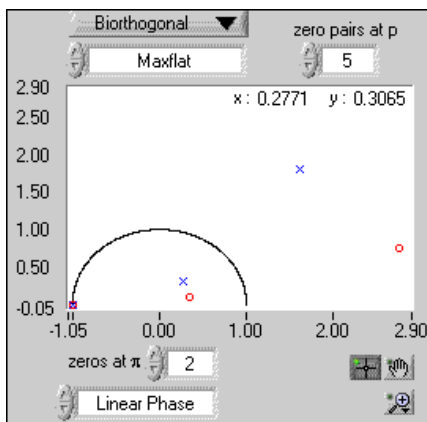 Biorthogonal
zero pairs at p
Maxflat
5
x: 0.2771 y: 0.3065
2.90
2.50
2.00
1.50
1.00
0.50
-0.05
-1.05 0.00 1.00 2.00 2.90
zeros at π 2
Linear Phase